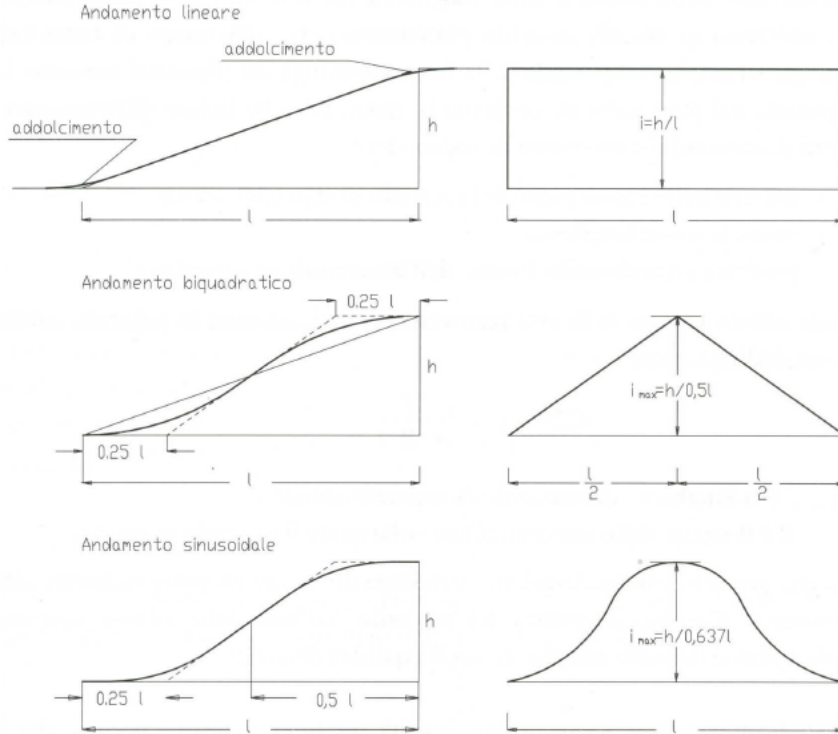 Andamento lineare
addolcimento
addolcimento
h
l
i=h/l
l
Andamento biquadratico
0.25 l
h
0.25 l
l
i max=h/0,5l
l/2
l/2
Andamento sinusoidale
h
0.25 l
0,5 l
l
i max=h/0,637l
l